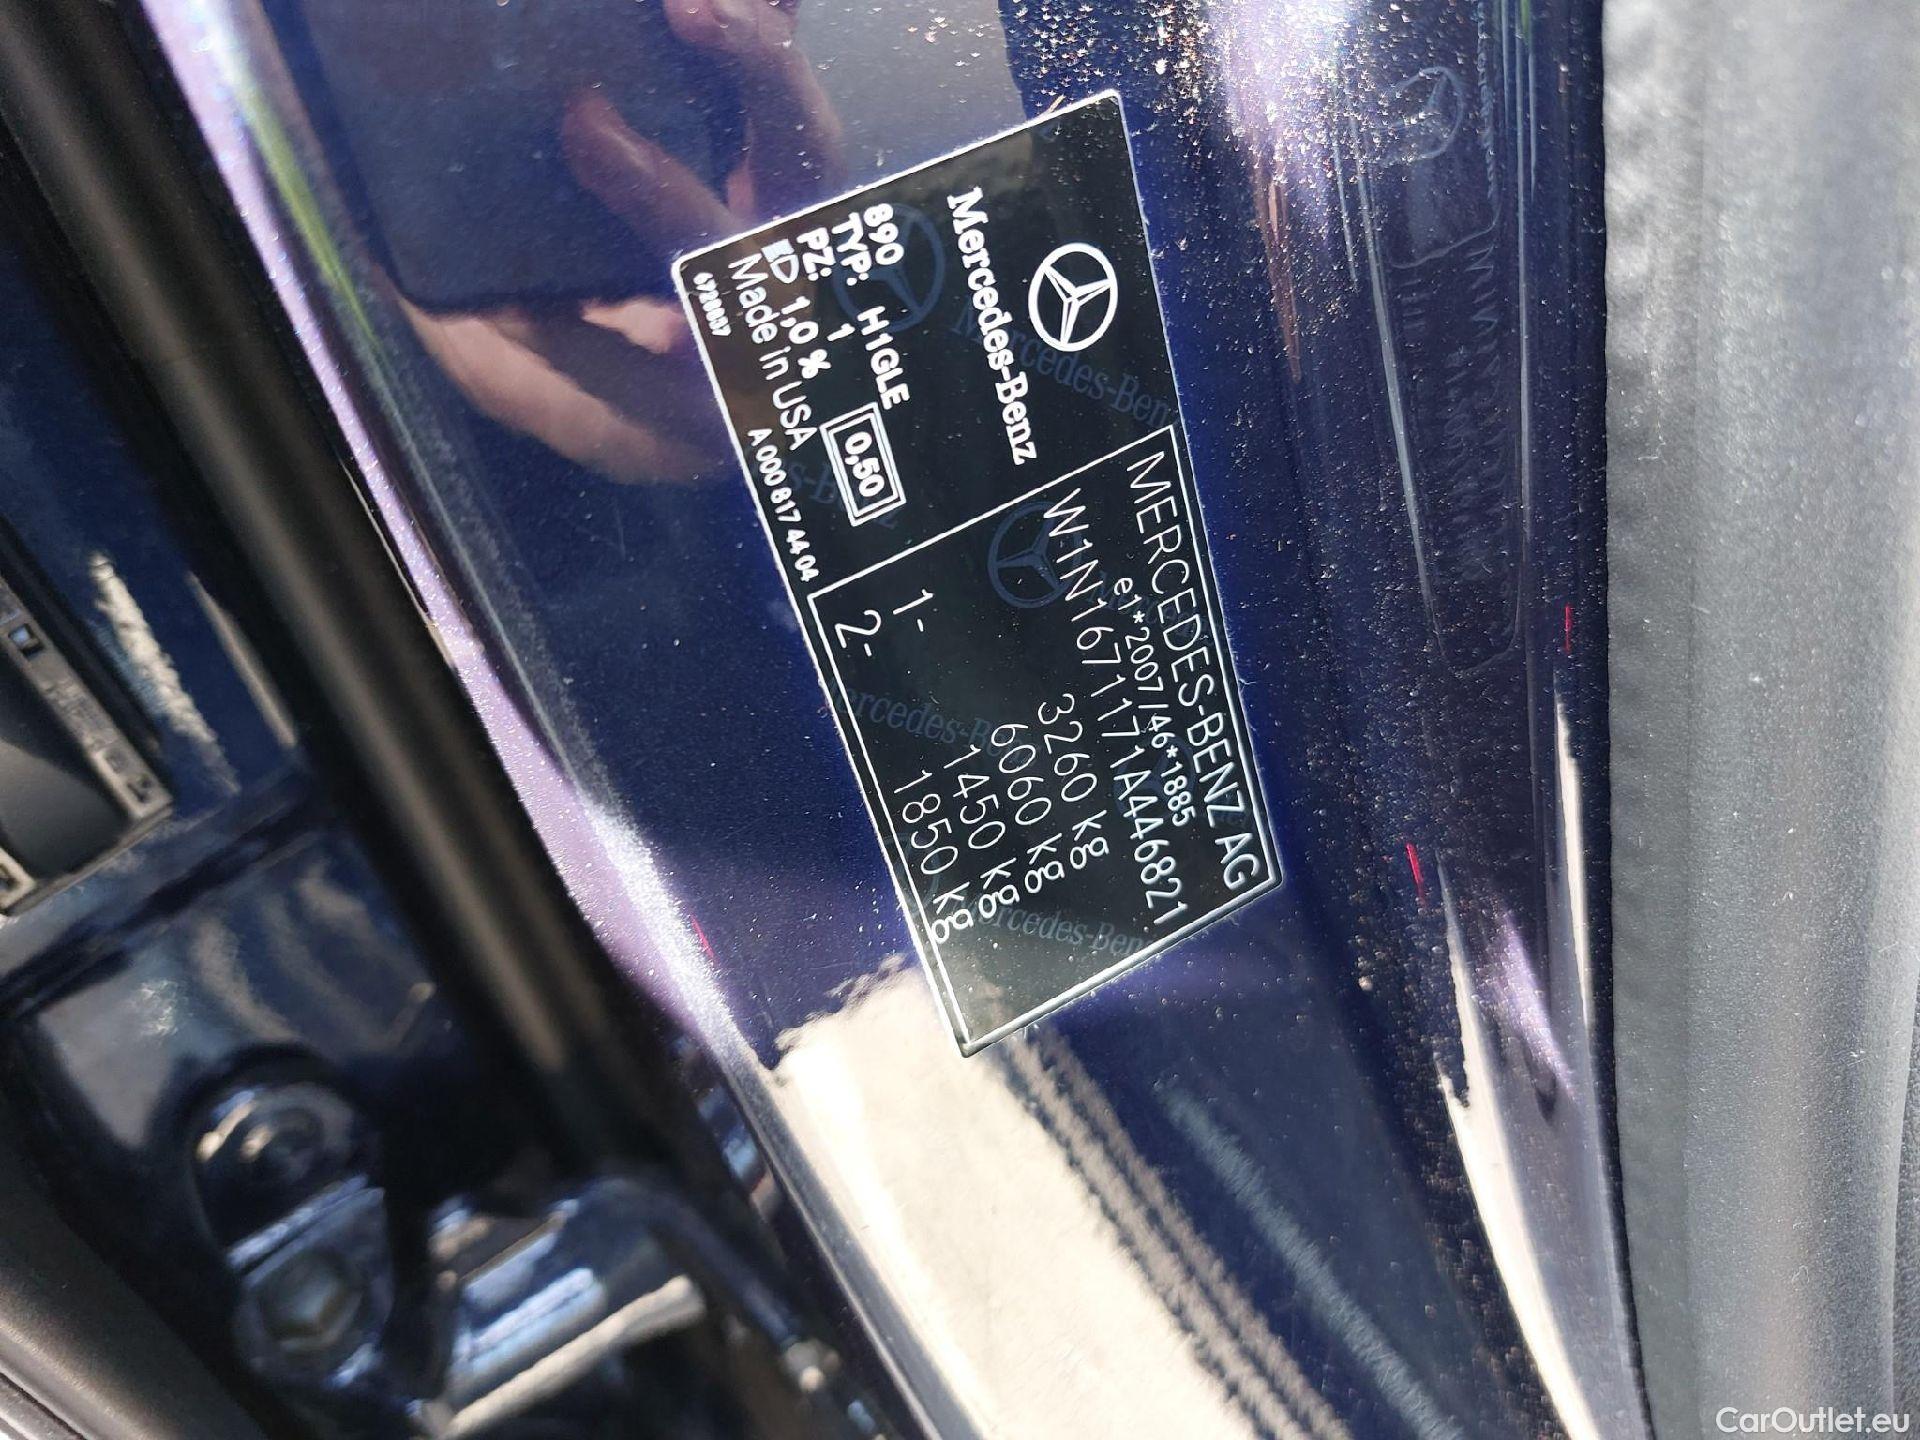 Mercedes-Benz
890
TYP: H1GLE
PZ: 1
ED 1,0 % 0,50
Made in USA
A 000 817 44 04
MERCEDES-BENZ AG
e1*2007/46*1885
W1N1671171A446821
3260 kg
6060 kg
1- 1450 kg
2- 1850 kg
CarOutlet.eu